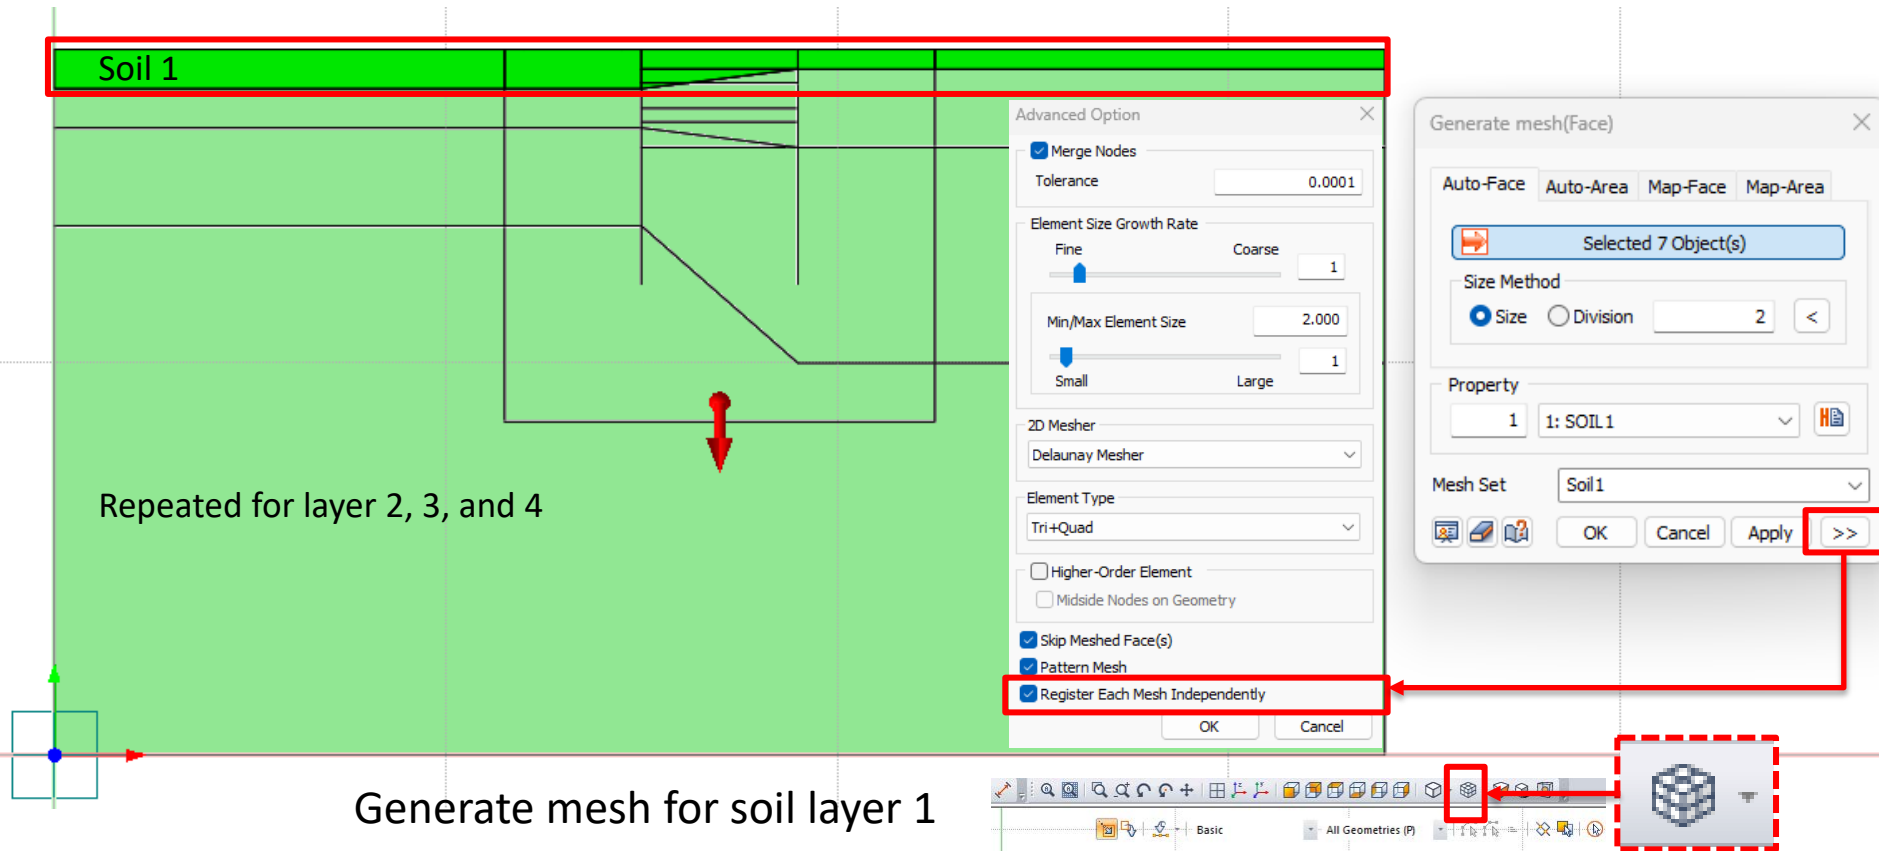 Soil 1
Repeated for layer 2, 3, and 4
Generate mesh for soil layer 1
Advanced Option
Merge Nodes
Tolerance 0.0001
Element Size Growth Rate
Fine Coarse
1
Min/Max Element Size 2.000
1
Small Large
2D Mesher
Delaunay Mesher
Element Type
Tri+Quad
Higher-Order Element
Midside Nodes on Geometry
Skip Meshed Face(s)
Pattern Mesh
Register Each Mesh Independently
OK Cancel
Generate mesh(Face)
Auto-Face Auto-Area Map-Face Map-Area
Selected 7 Object(s)
Size Method
Size Division 2 <
Property
1 1: SOIL1
Mesh Set Soil1
OK Cancel Apply >>
Basic All Geometries (P)